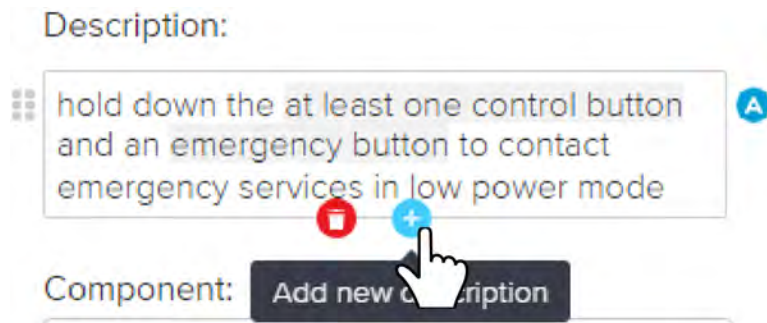 Description:
hold down the at least one control button
A
and an emergency button to contact
emergency services in low power mode
Component:
Add new